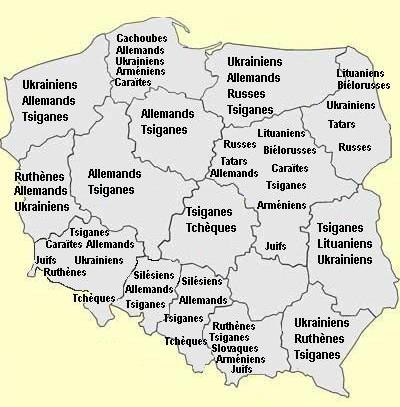 Cachoubes
Allemands
Ukrainiens
Arméniens
Caraïtes
Ukrainiens
Allemands
Tsiganes
Ukrainiens
Allemands
Russes
Tsiganes
Lituaniens
Biélorusses
Ukrainiens
Tatars
Russes
Allemands
Tsiganes
Russes
Tatars
Allemands
Lituaniens
Biélorusses
Caraïtes
Tsiganes
Arméniens
Juifs
Ruthènes
Allemands
Ukrainiens
Allemands
Tsiganes
Tsiganes
Tchèques
Tsiganes
Lituaniens
Ukrainiens
Tsiganes
Caraïtes Allemands
Juifs Ukrainiens
Ruthènes
Tchèques
Silésiens
Allemands
Tsiganes
Silésiens
Allemands
Tsiganes
Tchèques
Ruthènes
Tsiganes
Slovaques
Arméniens
Juifs
Ukrainiens
Ruthènes
Tsiganes